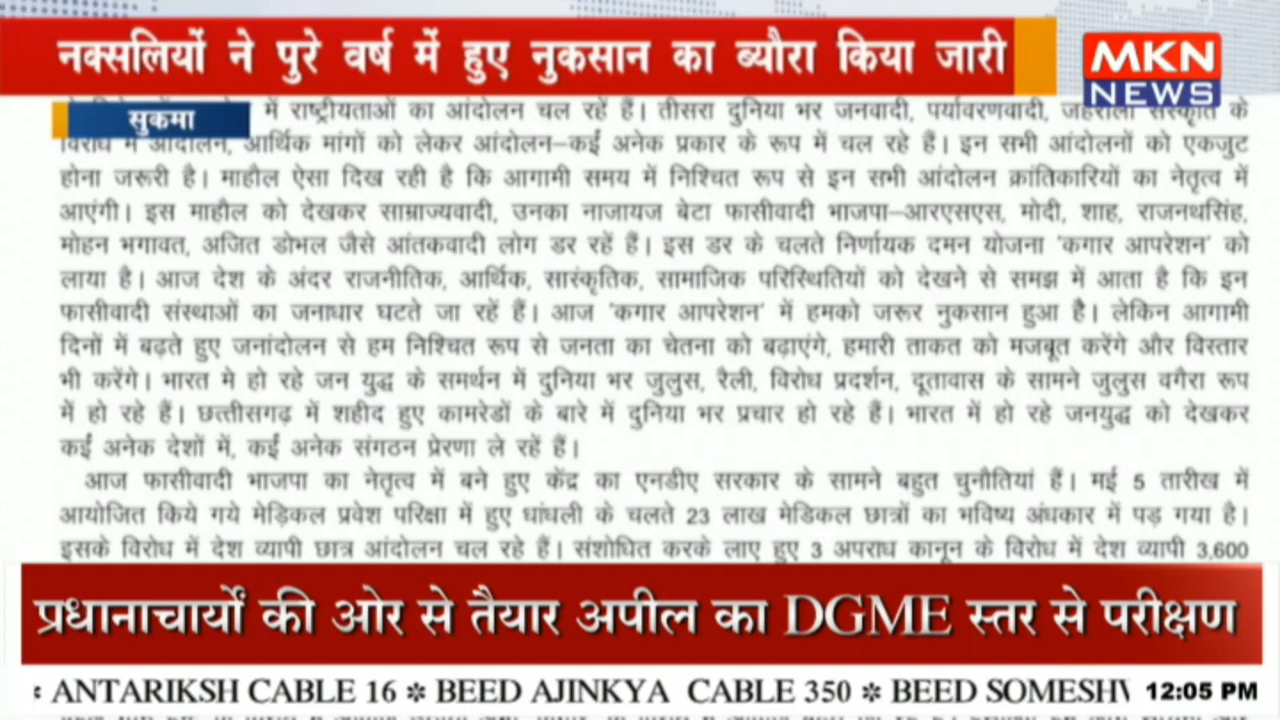 नक्सलियों ने पुरे वर्ष में हुए नुकसान का ब्यौरा किया जारी
MKN
NEWS
सुकमा
में राष्ट्रीयताओं का आंदोलन चल रहें हैं। तीसरा दुनिया भर जनवादी, पर्यावरणवादी, जहरीली संस्कृति के
विरोध में आंदोलन, आर्थिक मांगों को लेकर आंदोलन–कईं अनेक प्रकार के रूप में चल रहे हैं। इन सभी आंदोलनों को एकजुट
होना जरूरी है। माहौल ऐसा दिख रही है कि आगामी समय में निश्चित रूप से इन सभी आंदोलन क्रांतिकारियों का नेतृत्व में
आएंगी। इस माहौल को देखकर साम्राज्यवादी, उनका नाजायज बेटा फासीवादी भाजपा–आरएसएस, मोदी, शाह, राजनथसिंह,
मोहन भगावत, अजित डोभल जैसे आंतकवादी लोग डर रहें हैं। इस डर के चलते निर्णायक दमन योजना 'कगार आपरेशन' को
लाया है। आज देश के अंदर राजनीतिक, आर्थिक, सांस्कृतिक, सामाजिक परिस्थितियों को देखने से समझ में आता है कि इन
फासीवादी संस्थाओं का जनाधार घटते जा रहें हैं। आज 'कगार आपरेशन' में हमको जरूर नुकसान हुआ है। लेकिन आगामी
दिनों में बढ़ते हुए जनांदोलन से हम निश्चित रूप से जनता का चेतना को बढ़ाएंगे, हमारी ताकत को मजबूत करेंगे और विस्तार
भी करेंगे। भारत मे हो रहे जन युद्ध के समर्थन में दुनिया भर जुलुस, रैली, विरोध प्रदर्शन, दूतावास के सामने जुलुस वगैरा रूप
में हो रहे हैं। छत्तीसगढ़ में शहीद हुए कामरेडों के बारे में दुनिया भर प्रचार हो रहे हैं। भारत में हो रहे जनयुद्ध को देखकर
कईं अनेक देशों में, कईं अनेक संगठन प्रेरणा ले रहें हैं।
आज फासीवादी भाजपा का नेतृत्व में बने हुए केंद्र का एनडीए सरकार के सामने बहुत चुनौतियां हैं। मई 5 तारीख में
आयोजित किये गये मेड़िकल प्रवेश परिक्षा में हुए धांधली के चलते 23 लाख मेडिकल छात्रों का भविष्य अंधकार में पड़ गया है।
इसके विरोध में देश व्यापी छात्र आंदोलन चल रहे हैं। संशोधित करके लाए हुए 3 अपराध कानून के विरोध में देश व्यापी 3,600
प्रधानाचार्यों की ओर से तैयार अपील का DGME स्तर से परीक्षण
ANTARIKSH CABLE 16 ✻ BEED AJINKYA CABLE 350 ✻ BEED SOMESHW 12:05 PM